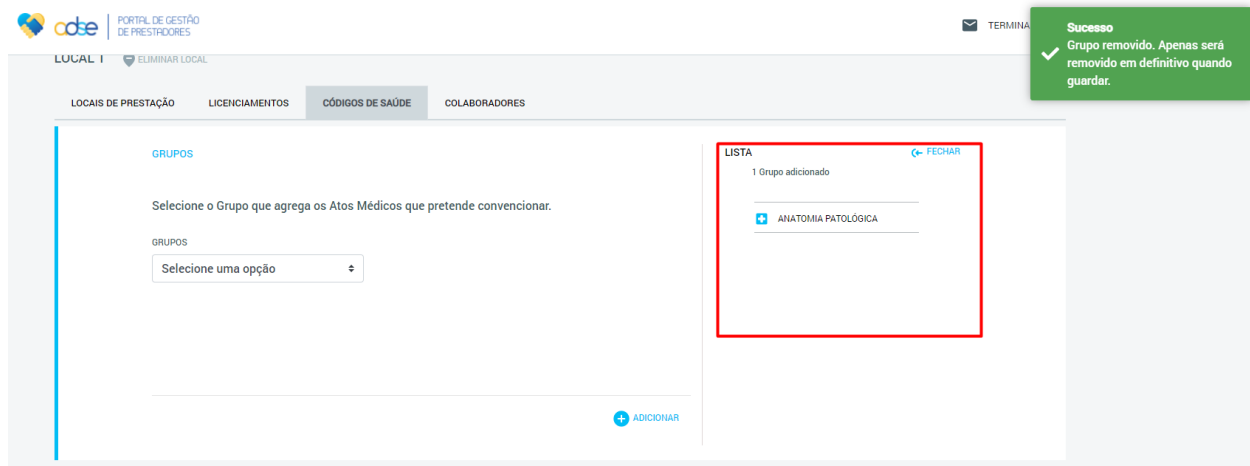 adse
PORTAL DE GESTÃO
DE PRESTADORES
TERMINA
Sucesso
Grupo removido. Apenas será
removido em definitivo quando
guardar.
LOCAL 1 ELIMINAR LOCAL
LOCAIS DE PRESTAÇÃO LICENCIAMENTOS CÓDIGOS DE SAÚDE COLABORADORES
GRUPOS
Selecione o Grupo que agrega os Atos Médicos que pretende convencionar.
GRUPOS
Selecione uma opção
ADICIONAR
LISTA FECHAR
1 Grupo adicionado
ANATOMIA PATOLÓGICA